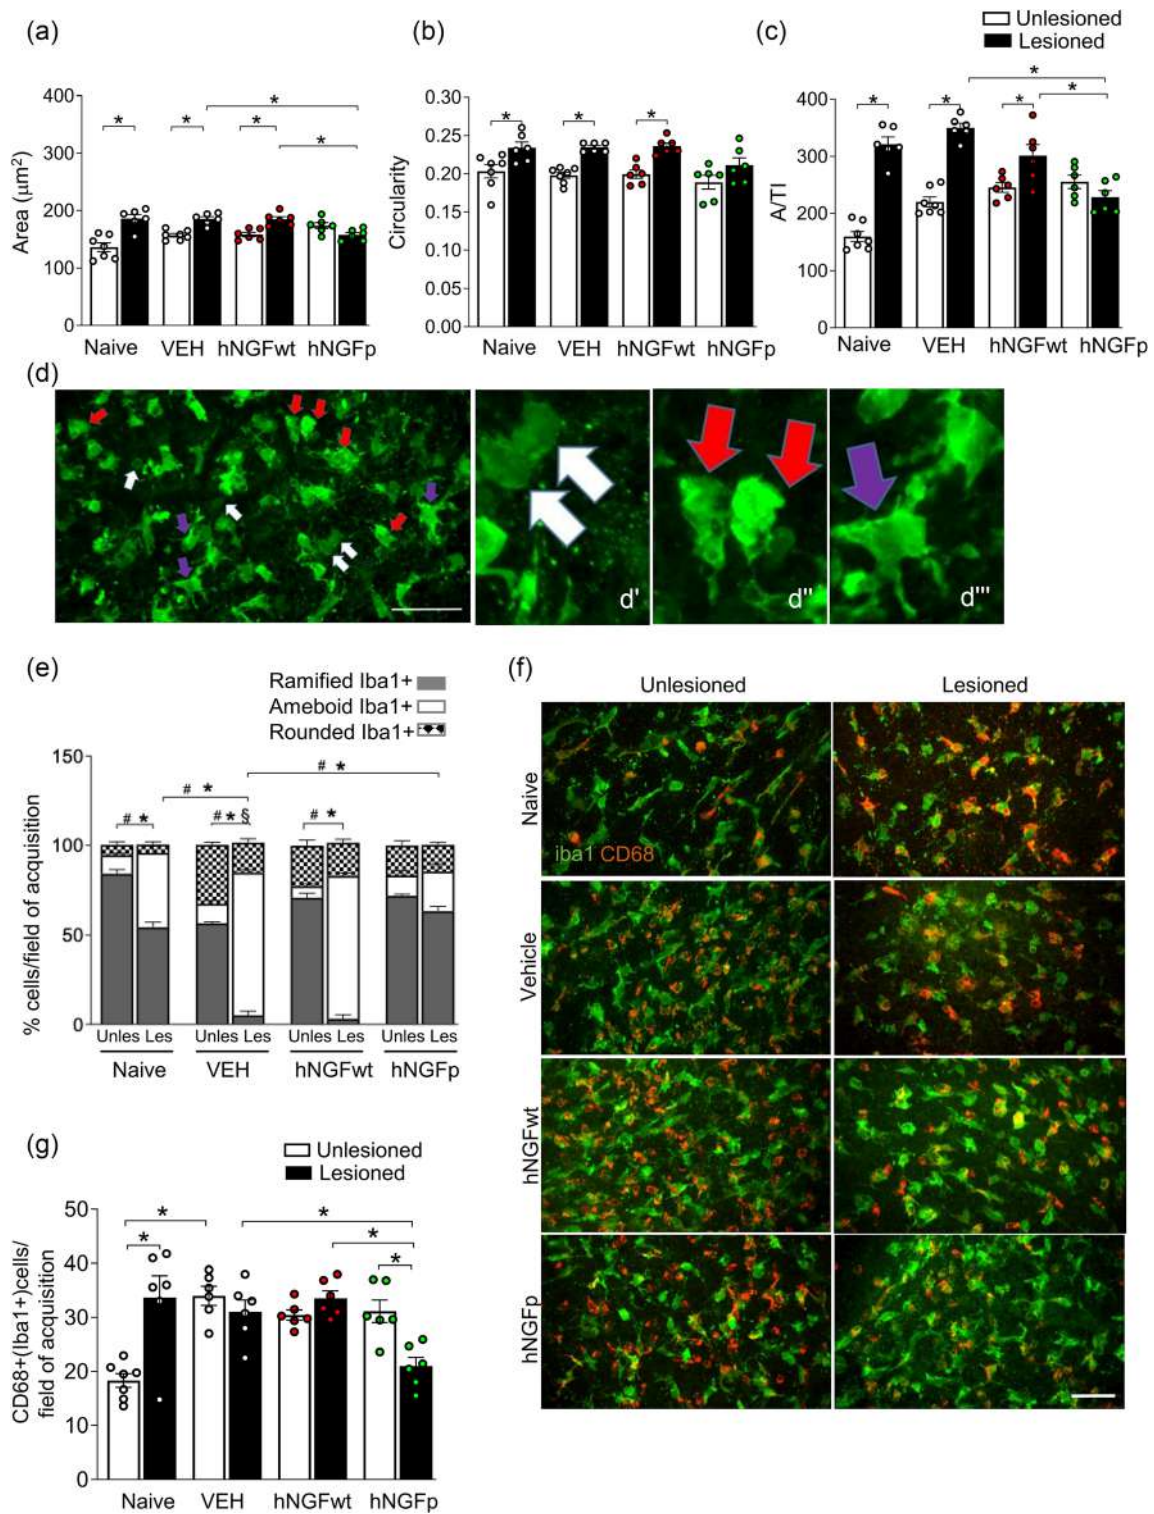 (a)
(b)
(c)
Unlesioned
Lesioned
Area (μm²)
400
300
200
100
0
Naive VEH hNGFwt hNGFp
* * * * *
Circularity
0.30
0.25
0.20
0.15
0.10
0.05
0.00
Naive VEH hNGFwt hNGFp
* * *
A/TI
400
300
200
100
0
Naive VEH hNGFwt hNGFp
* * * * *
(d)
d'
d"
d'"
(e)
Ramified Iba1+
Ameboid Iba1+
Rounded Iba1+
% cells/field of acquisition
150
100
50
0
# *
# *
# *
# * §
# *
Unles Les Unles Les Unles Les Unles Les
Naive VEH hNGFwt hNGFp
(f)
Unlesioned Lesioned
Naive
iba1 CD68
Vehicle
hNGFwt
hNGFp
(g)
Unlesioned
Lesioned
CD68+(Iba1+)cells/
field of acquisition
50
40
30
20
10
0
* * * * *
Naive VEH hNGFwt hNGFp